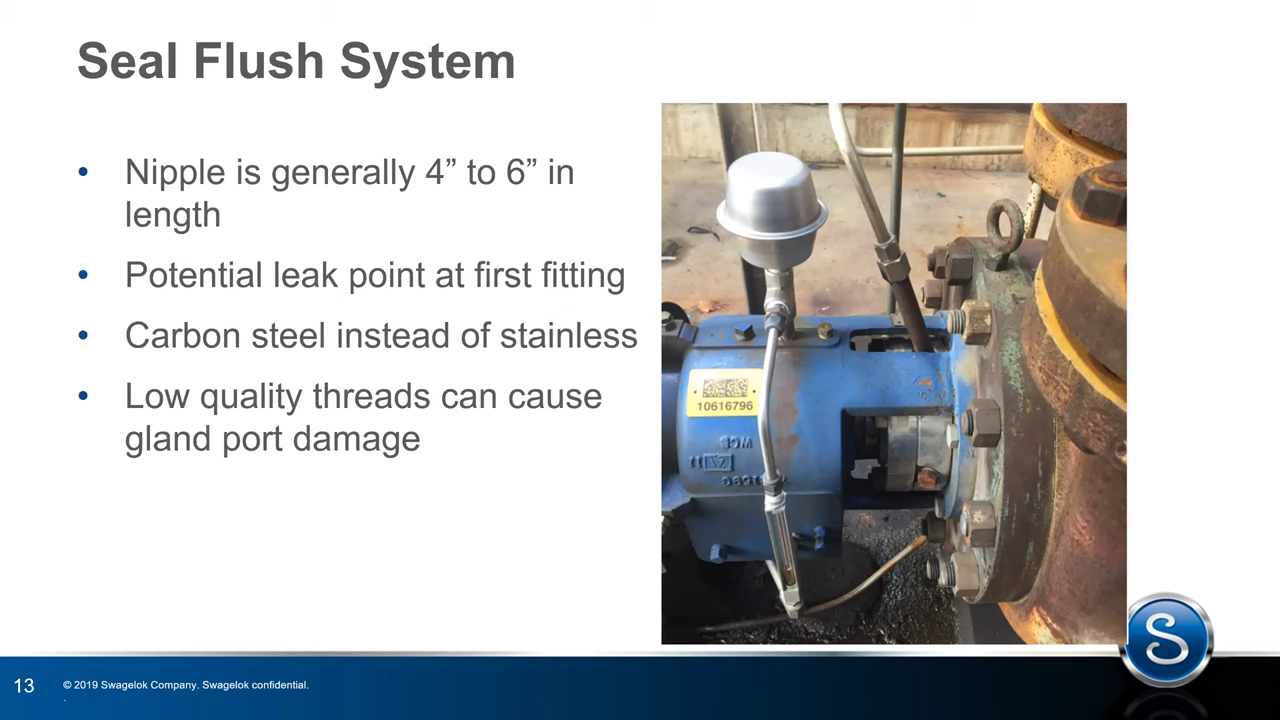 Seal Flush System
• Nipple is generally 4” to 6” in
length
• Potential leak point at first fitting
• Carbon steel instead of stainless
• Low quality threads can cause
gland port damage
10616796
13
© 2019 Swagelok Company. Swagelok confidential.
.
S